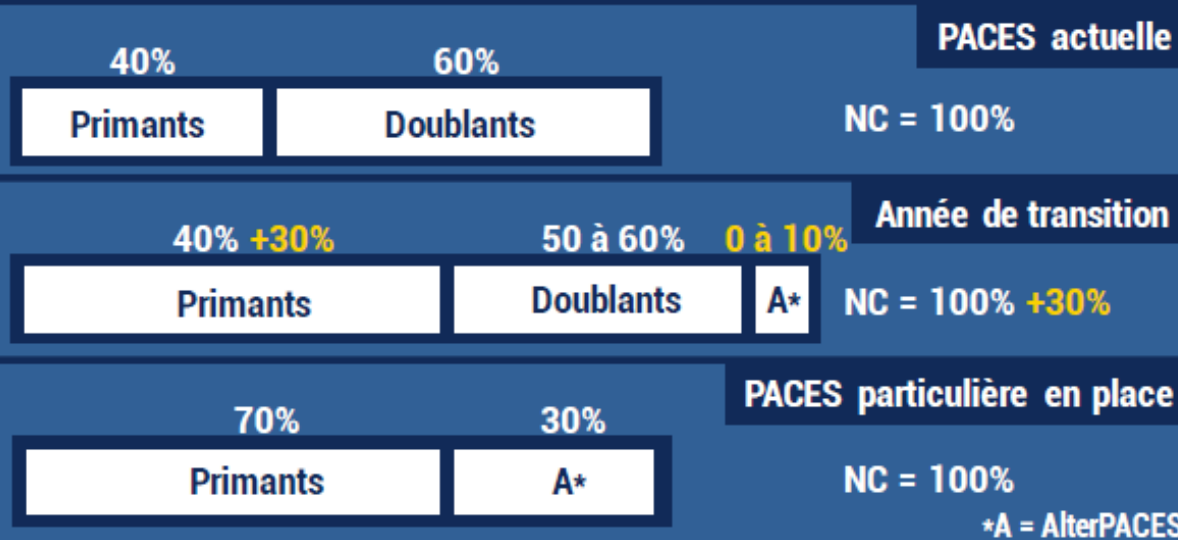 PACES actuelle
40% 60%
Primants Doublants NC = 100%
Année de transition
40% +30% 50 à 60% 0 à 10%
Primants Doublants A* NC = 100% +30%
PACES particulière en place
70% 30%
Primants A* NC = 100%
*A = AlterPACES